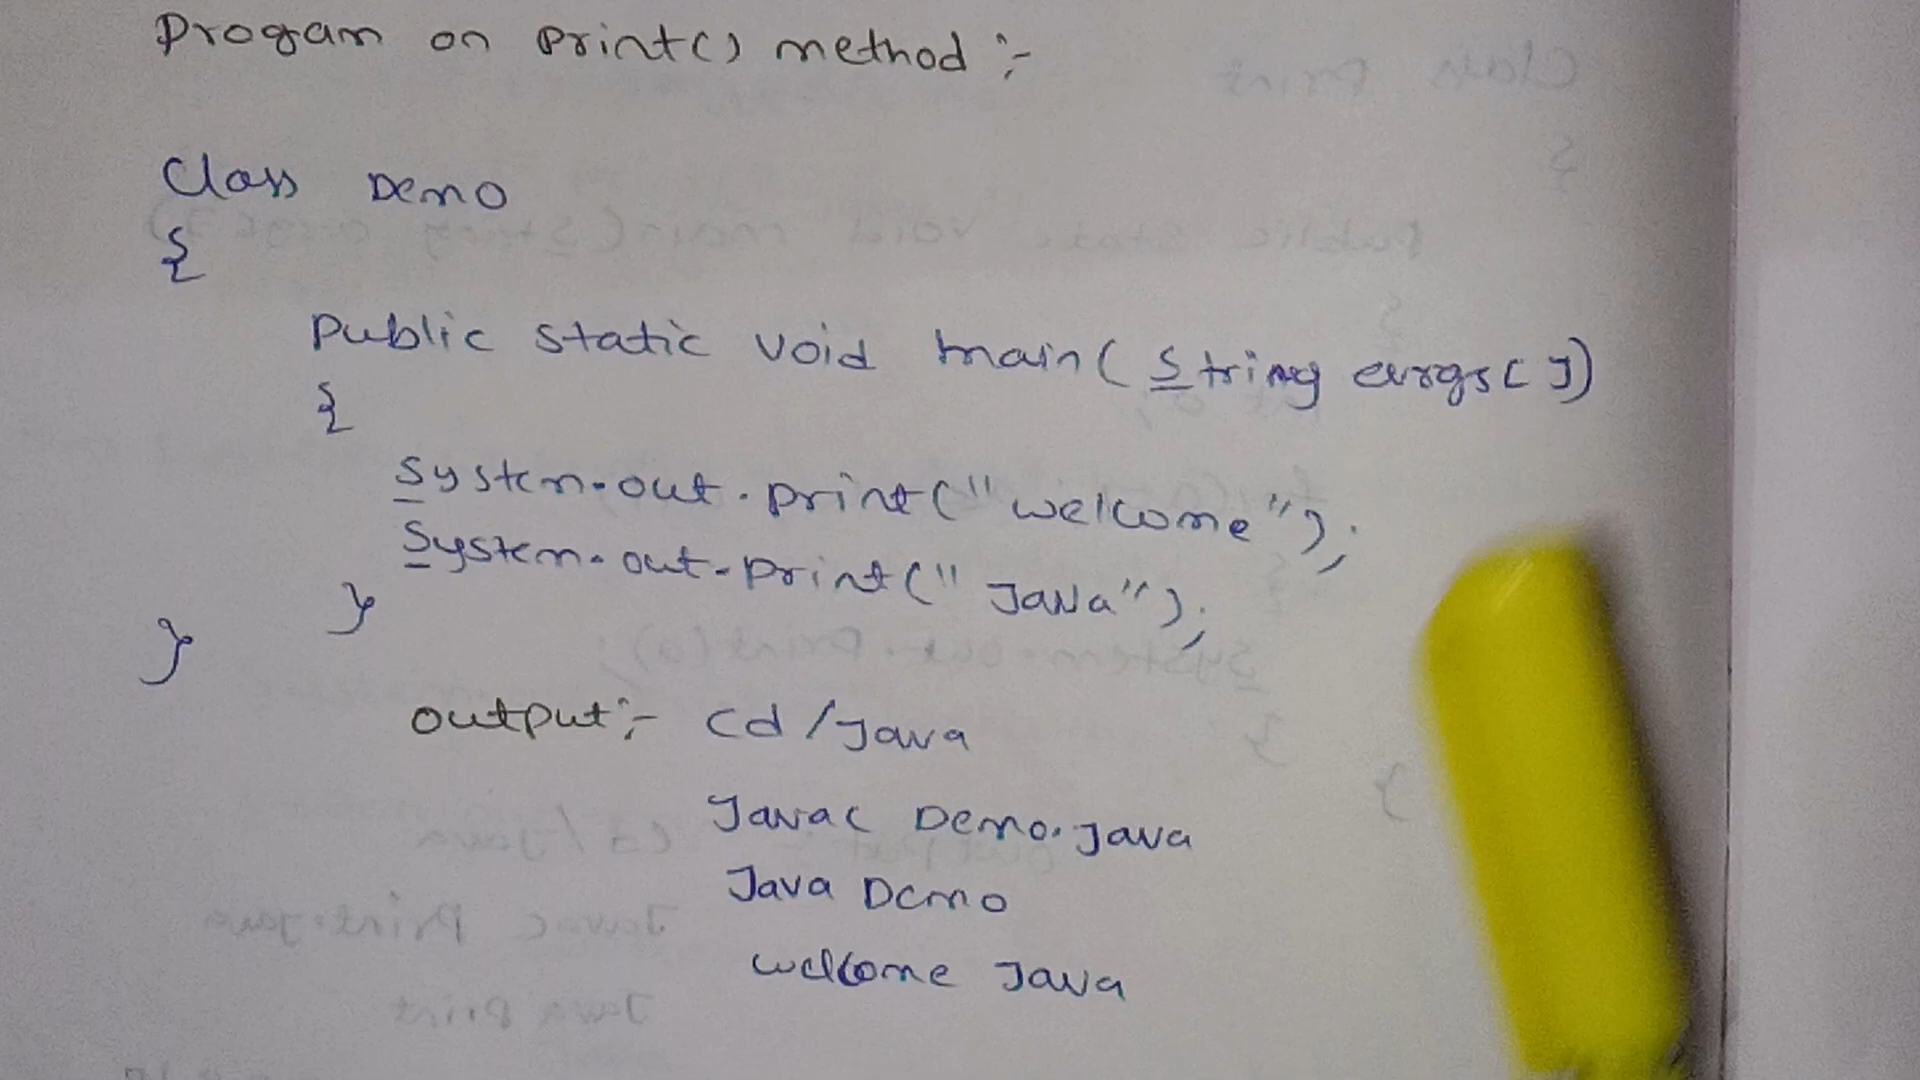 Progam on print() method :-
Class Demo
{
Public static void main( String args[ ])
{
System.out.print("welcome");
System.out.print(" Java");
}
}
output:- cd /Java
Javac Demo.java
Java Demo
welcome Java